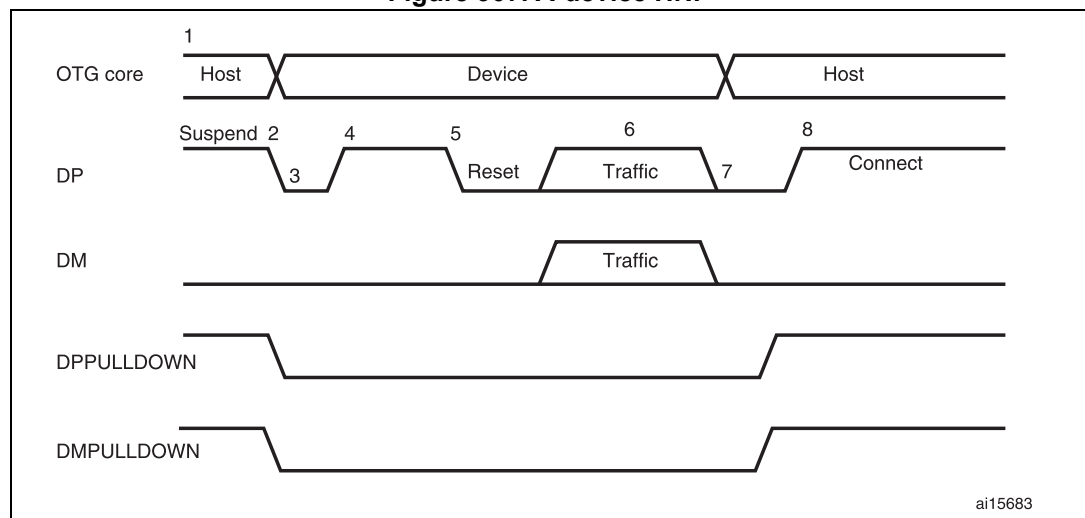 1
OTG core Host Device Host
Suspend 2 4 5 6 8
DP 3 Reset Traffic 7 Connect
DM Traffic
DPPULLDOWN
DMPULLDOWN
ai15683